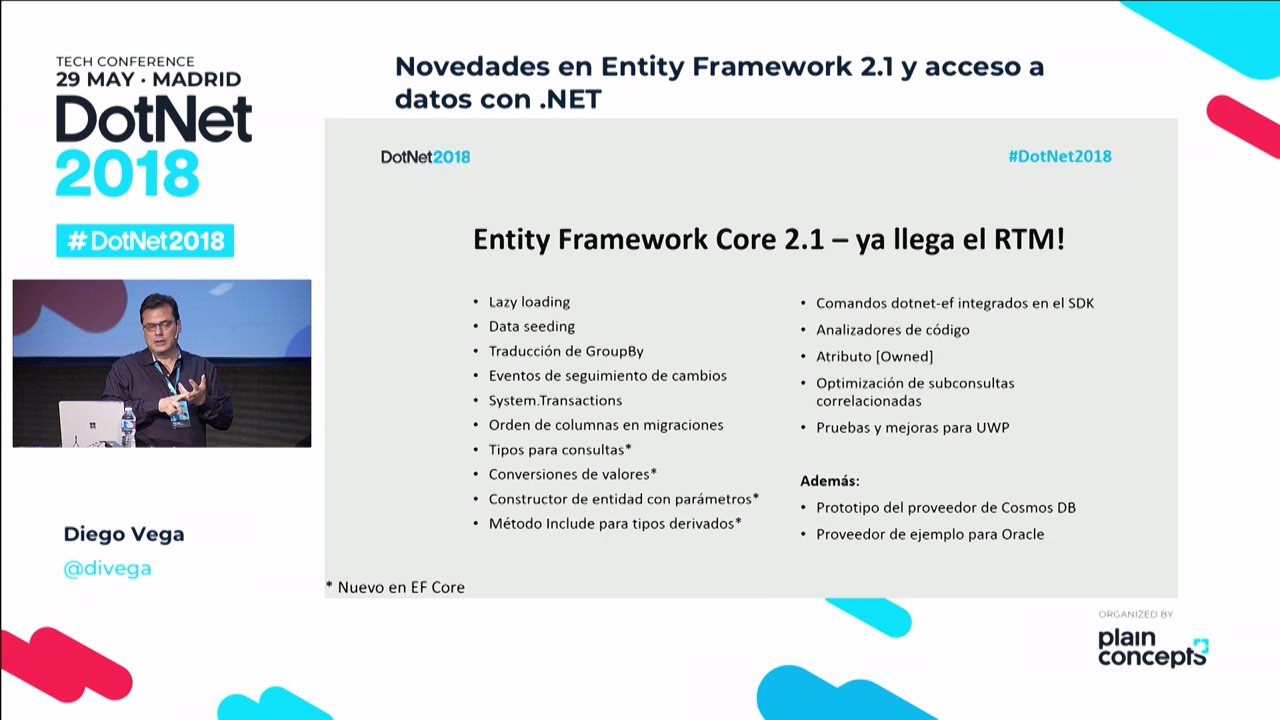 TECH CONFERENCE
29 MAY · MADRID
DotNet
2018
#DotNet2018
Novedades en Entity Framework 2.1 y acceso a
datos con .NET
DotNet2018
#DotNet2018
Entity Framework Core 2.1 – ya llega el RTM!
• Lazy loading
• Data seeding
• Traducción de GroupBy
• Eventos de seguimiento de cambios
• System.Transactions
• Orden de columnas en migraciones
• Tipos para consultas*
• Conversiones de valores*
• Constructor de entidad con parámetros*
• Método Include para tipos derivados*
• Comandos dotnet-ef integrados en el SDK
• Analizadores de código
• Atributo [Owned]
• Optimización de subconsultas
correlacionadas
• Pruebas y mejoras para UWP
Además:
• Prototipo del proveedor de Cosmos DB
• Proveedor de ejemplo para Oracle
* Nuevo en EF Core
Diego Vega
@divega
ORGANIZED BY
plain
concepts